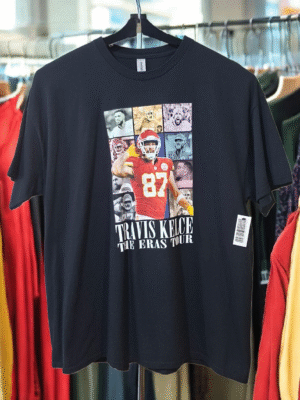 87
TRAVIS KELCE
THE ERAS TOUR